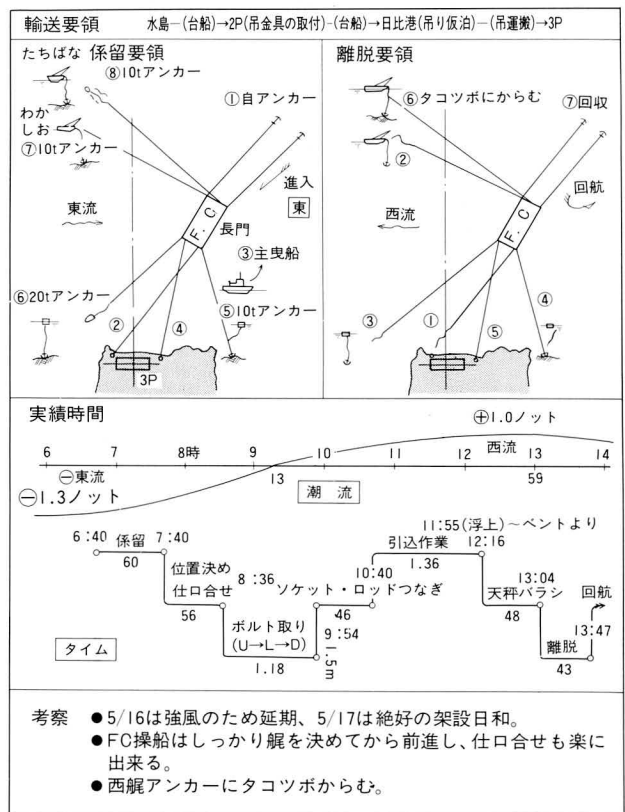 輸送要領 水島—(台船)→2P(吊金具の取付)-(台船)→日比港(吊り仮泊)—(吊運搬)→3P
たちばな 係留要領
⑧10tアンカー
①自アンカー
わか
しお
⑦10tアンカー
進入
東
東流
F.C
長門
③主曳船
⑥20tアンカー
⑤10tアンカー
②
④
3P
離脱要領
⑥タコツボにからむ
⑦回収
②
回航
西流
F.C
③
①
④
⑤
実績時間
⊕1.0ノット
6 7 8時 9 10 11 12 西流 13 14
⊖東流
13
59
潮流
⊖1.3ノット
11:55(浮上)~ベントより
6:40 係留 7:40
引込作業 12:16
60
1.36
位置決め
仕口合せ
8:36
10:40
ソケット・ロッドつなぎ
13:04
天秤バラシ
回航
56
46
48
ボルト取り
(U→L→D)
9:54
1.5m
13:47
離脱
タイム
1.18
43
考察 ●5/16は強風のため延期、5/17は絶好の架設日和。
●FC操船はしっかり艉を決めてから前進し、仕口合せも楽に
出来る。
●西艉アンカーにタコツボからむ。